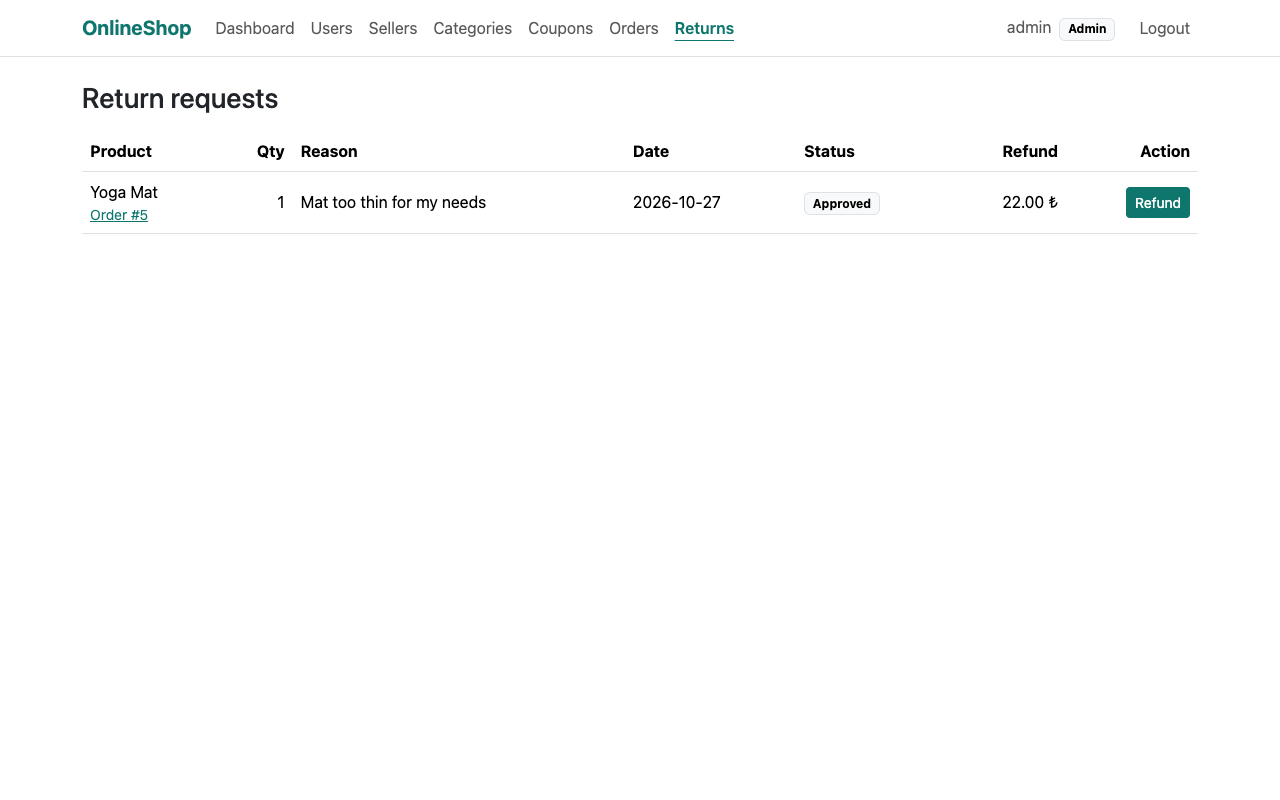 OnlineShop Dashboard Users Sellers Categories Coupons Orders Returns admin Admin Logout
Return requests
Product Qty Reason Date Status Refund Action
Yoga Mat
Order #5
1 Mat too thin for my needs 2026-10-27 Approved 22.00 ₺ Refund